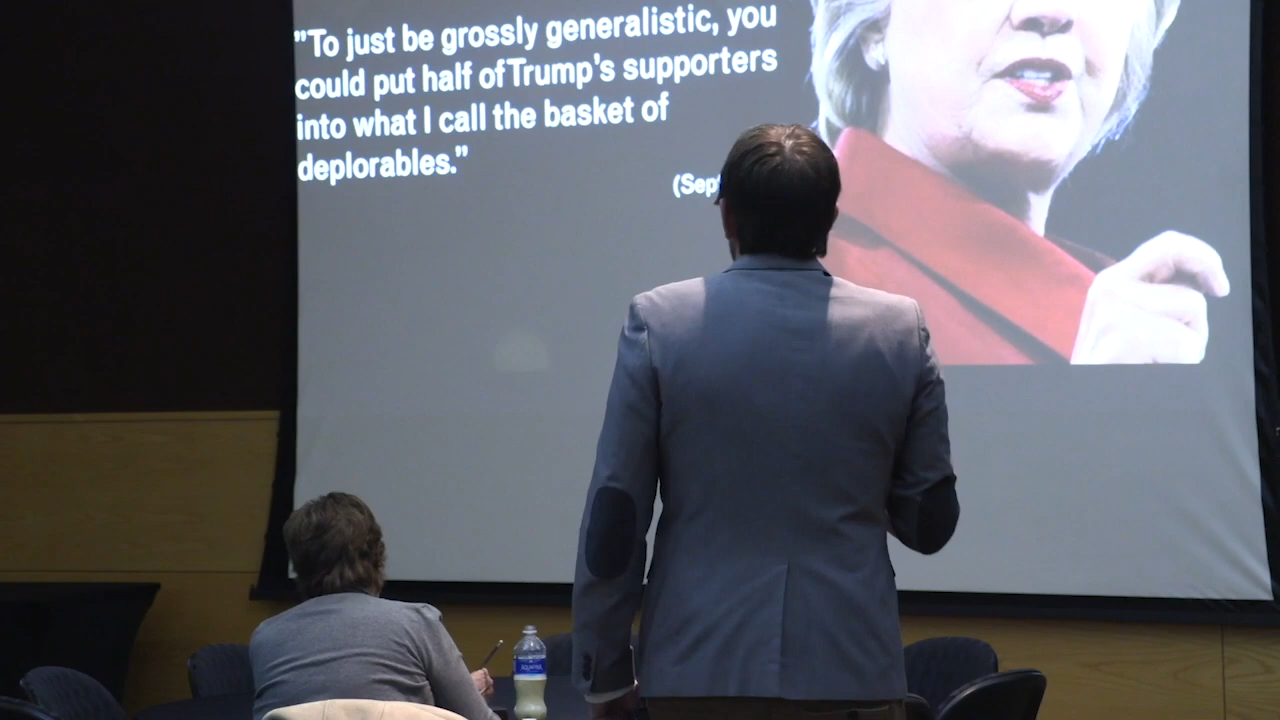 "To just be grossly generalistic, you
could put half of Trump's supporters
into what I call the basket of
deplorables."
(Sept
AQUAFINA